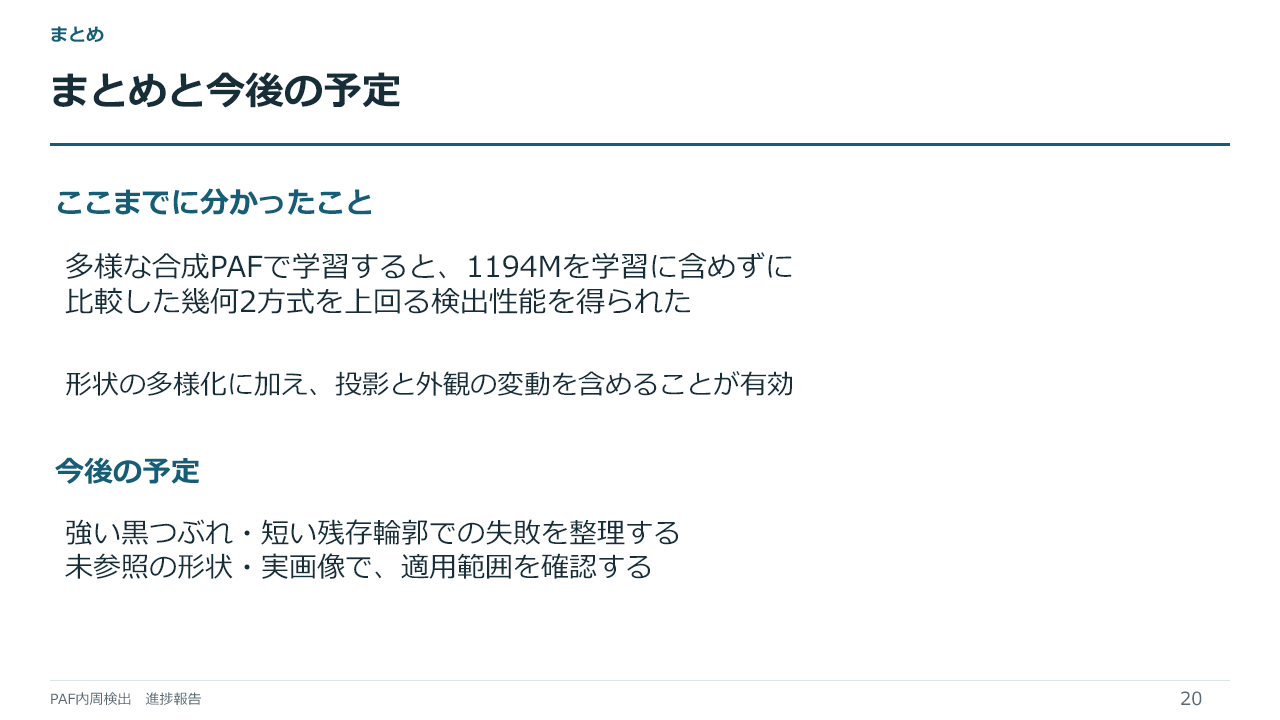 まとめ
まとめと今後の予定
ここまでに分かったこと
多様な合成PAFで学習すると、1194Mを学習に含めずに
比較した幾何2方式を上回る検出性能を得られた
形状の多様化に加え、投影と外観の変動を含めることが有効
今後の予定
強い黒つぶれ・短い残存輪郭での失敗を整理する
未参照の形状・実画像で、適用範囲を確認する
PAF内周検出　進捗報告
20